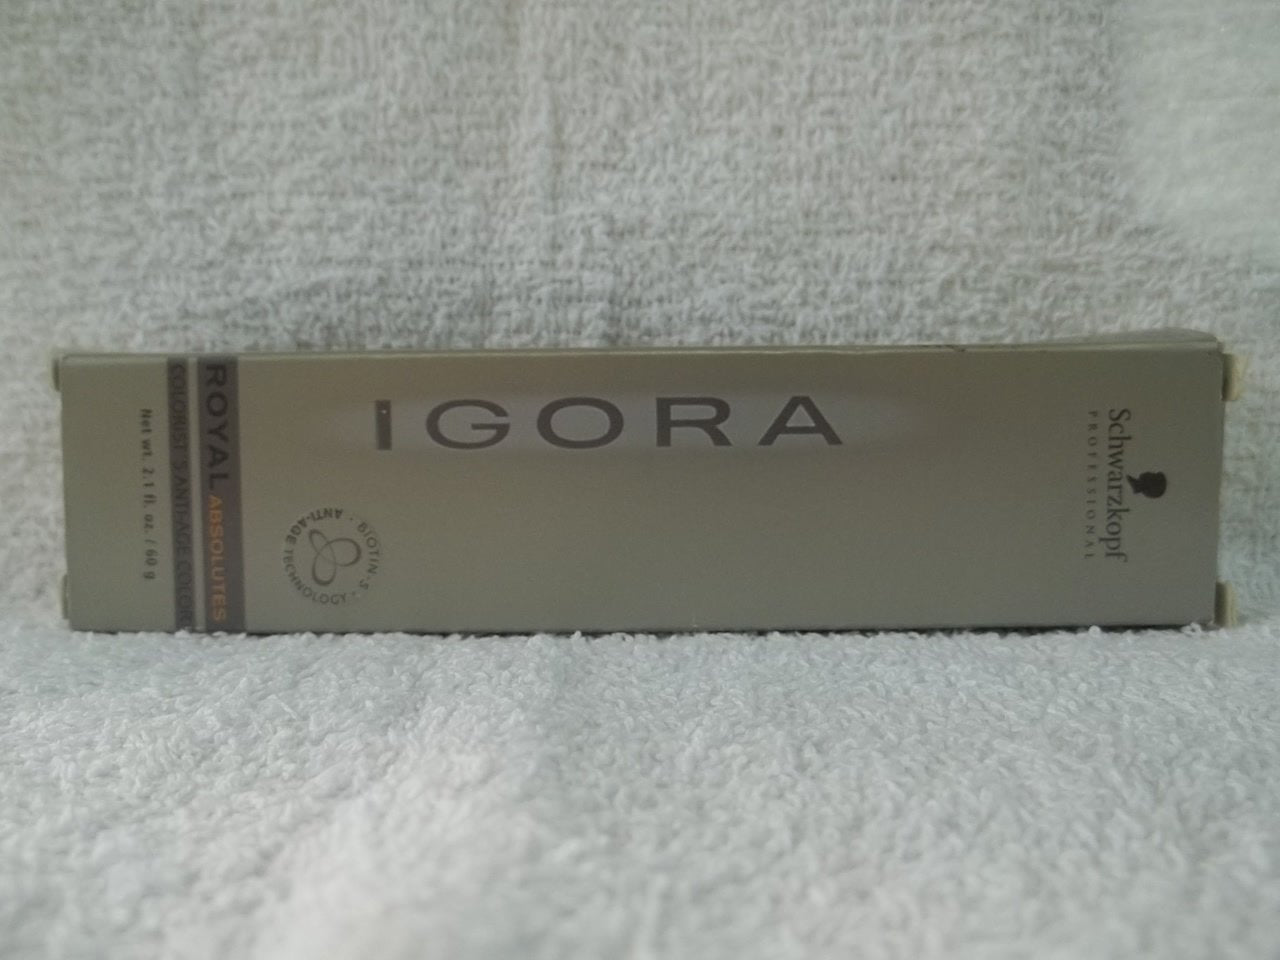 IGORA
Schwarzkopf
PROFESSIONAL
ROYAL ABSOLUTES
COLORIST'S ANTI-AGE COLOR
Net wt. 2.1 fl. oz. / 60 g
BIOTIN-S · ANTI-AGE TECHNOLOGY ·